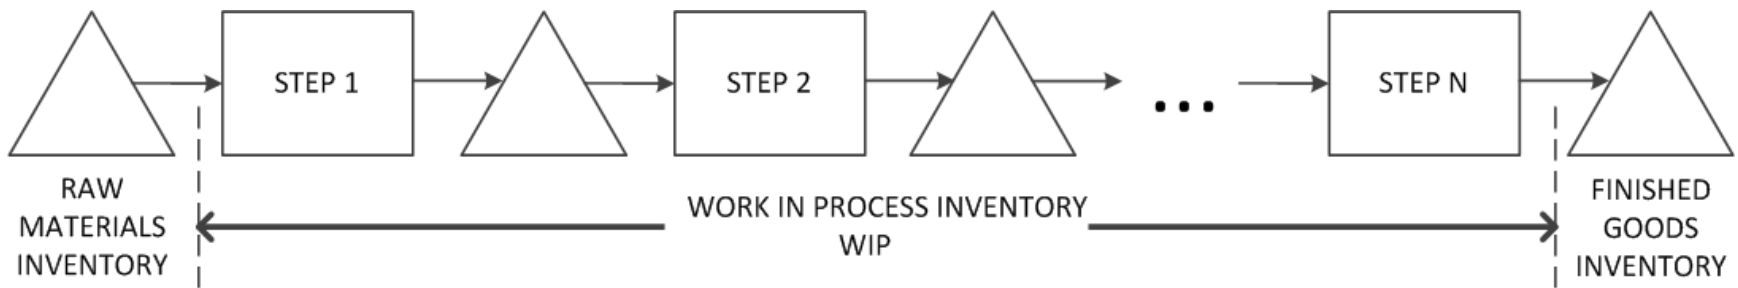 STEP 1
STEP 2
...
STEP N
RAW
MATERIALS
INVENTORY
WORK IN PROCESS INVENTORY
WIP
FINISHED
GOODS
INVENTORY